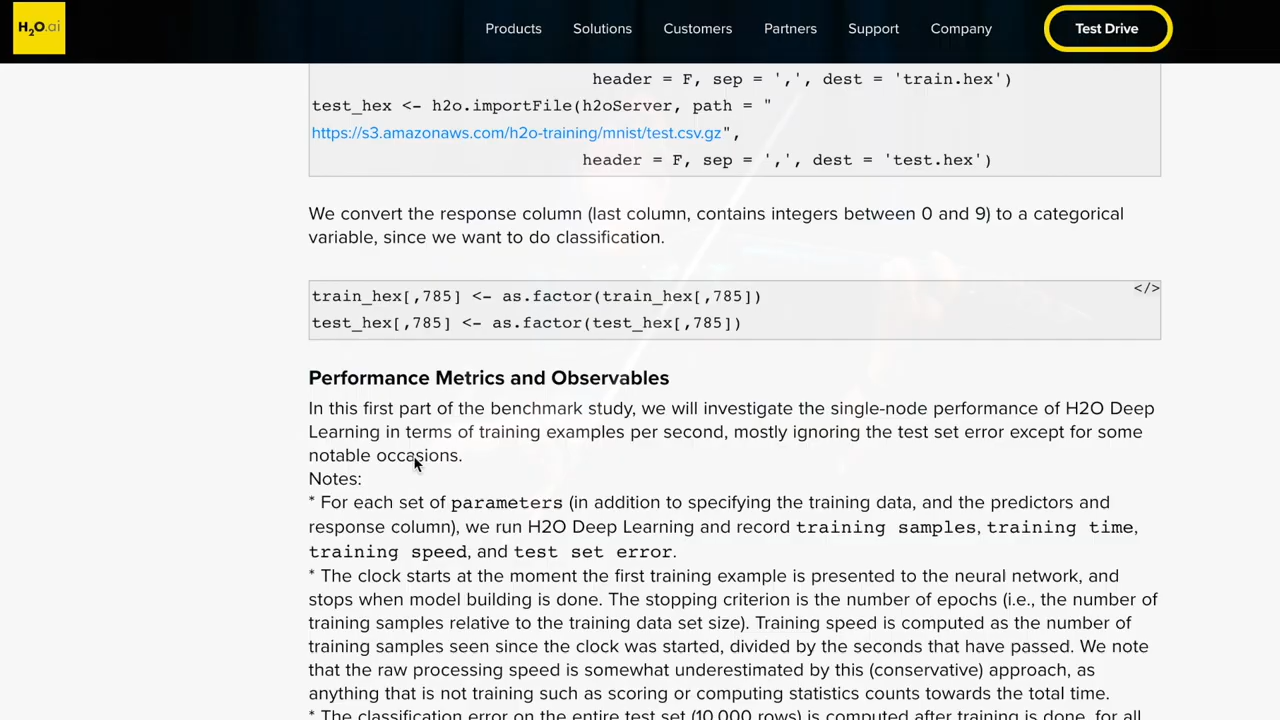 H2O.ai
Products Solutions Customers Partners Support Company Test Drive
header = F, sep = ',', dest = 'train.hex')
test_hex <- h2o.importFile(h2oServer, path = "
https://s3.amazonaws.com/h2o-training/mnist/test.csv.gz",
header = F, sep = ',', dest = 'test.hex')
We convert the response column (last column, contains integers between 0 and 9) to a categorical
variable, since we want to do classification.
</>
train_hex[,785] <- as.factor(train_hex[,785])
test_hex[,785] <- as.factor(test_hex[,785])
Performance Metrics and Observables
In this first part of the benchmark study, we will investigate the single-node performance of H2O Deep
Learning in terms of training examples per second, mostly ignoring the test set error except for some
notable occasions.
Notes:
* For each set of parameters (in addition to specifying the training data, and the predictors and
response column), we run H2O Deep Learning and record training samples, training time,
training speed, and test set error.
* The clock starts at the moment the first training example is presented to the neural network, and
stops when model building is done. The stopping criterion is the number of epochs (i.e., the number of
training samples relative to the training data set size). Training speed is computed as the number of
training samples seen since the clock was started, divided by the seconds that have passed. We note
that the raw processing speed is somewhat underestimated by this (conservative) approach, as
anything that is not training such as scoring or computing statistics counts towards the total time.
* The classification error on the entire test set (10,000 rows) is computed after training is done, for all